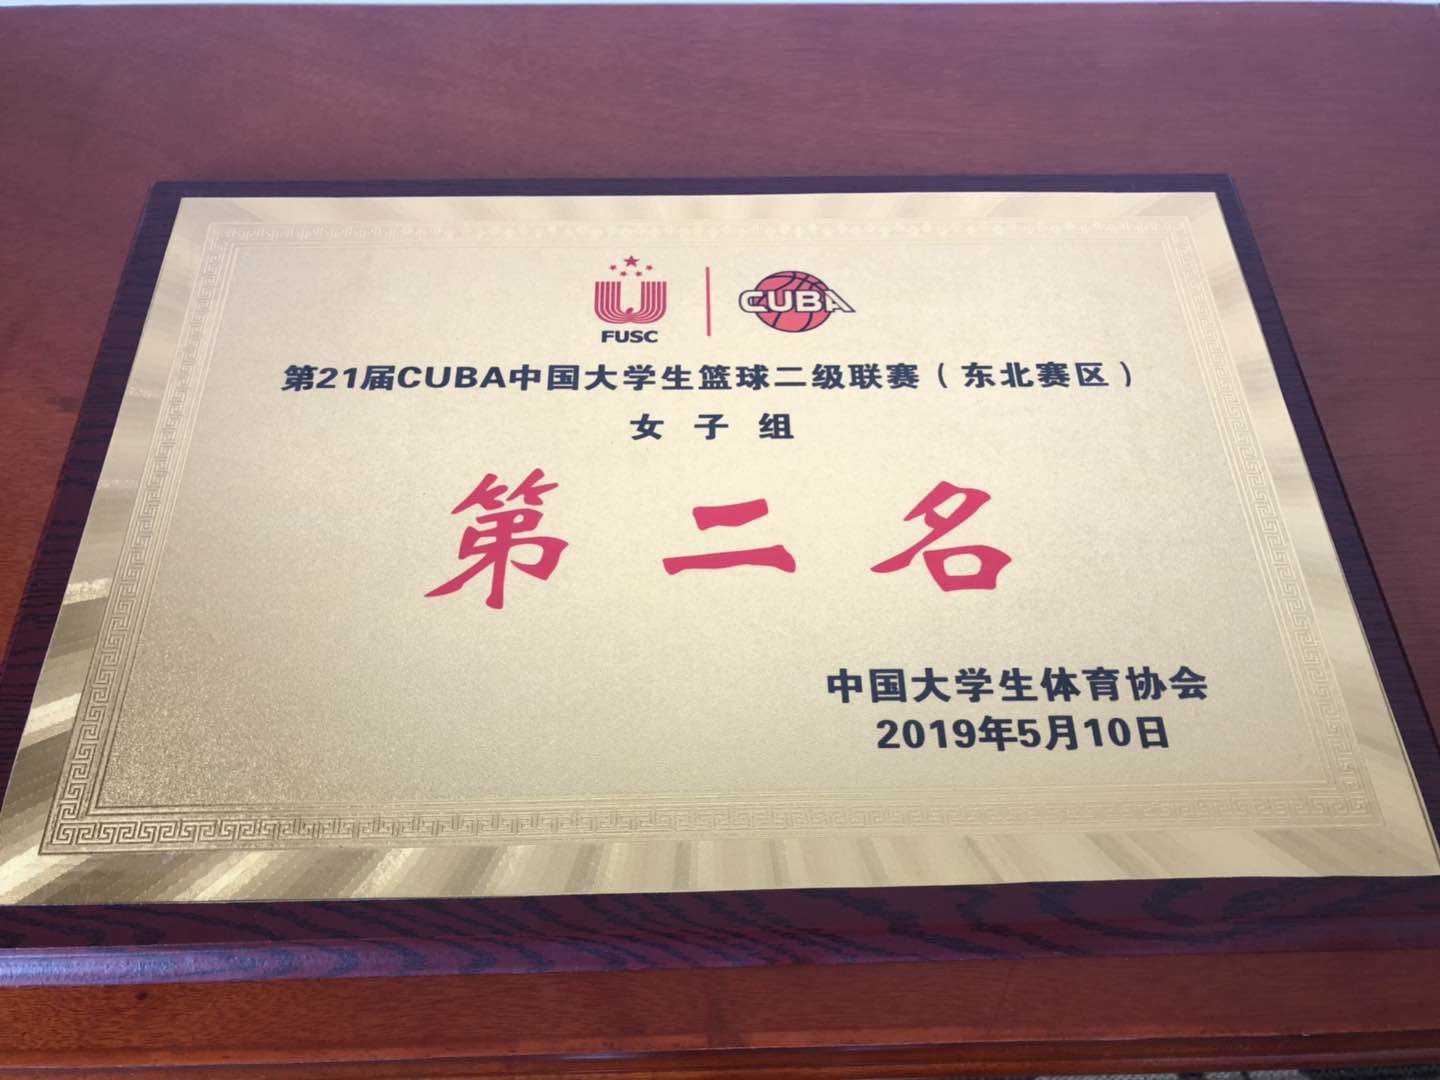 FUSC
CUBA
第21届CUBA中国大学生篮球二级联赛（东北赛区）
女子组
第二名
中国大学生体育协会
2019年5月10日